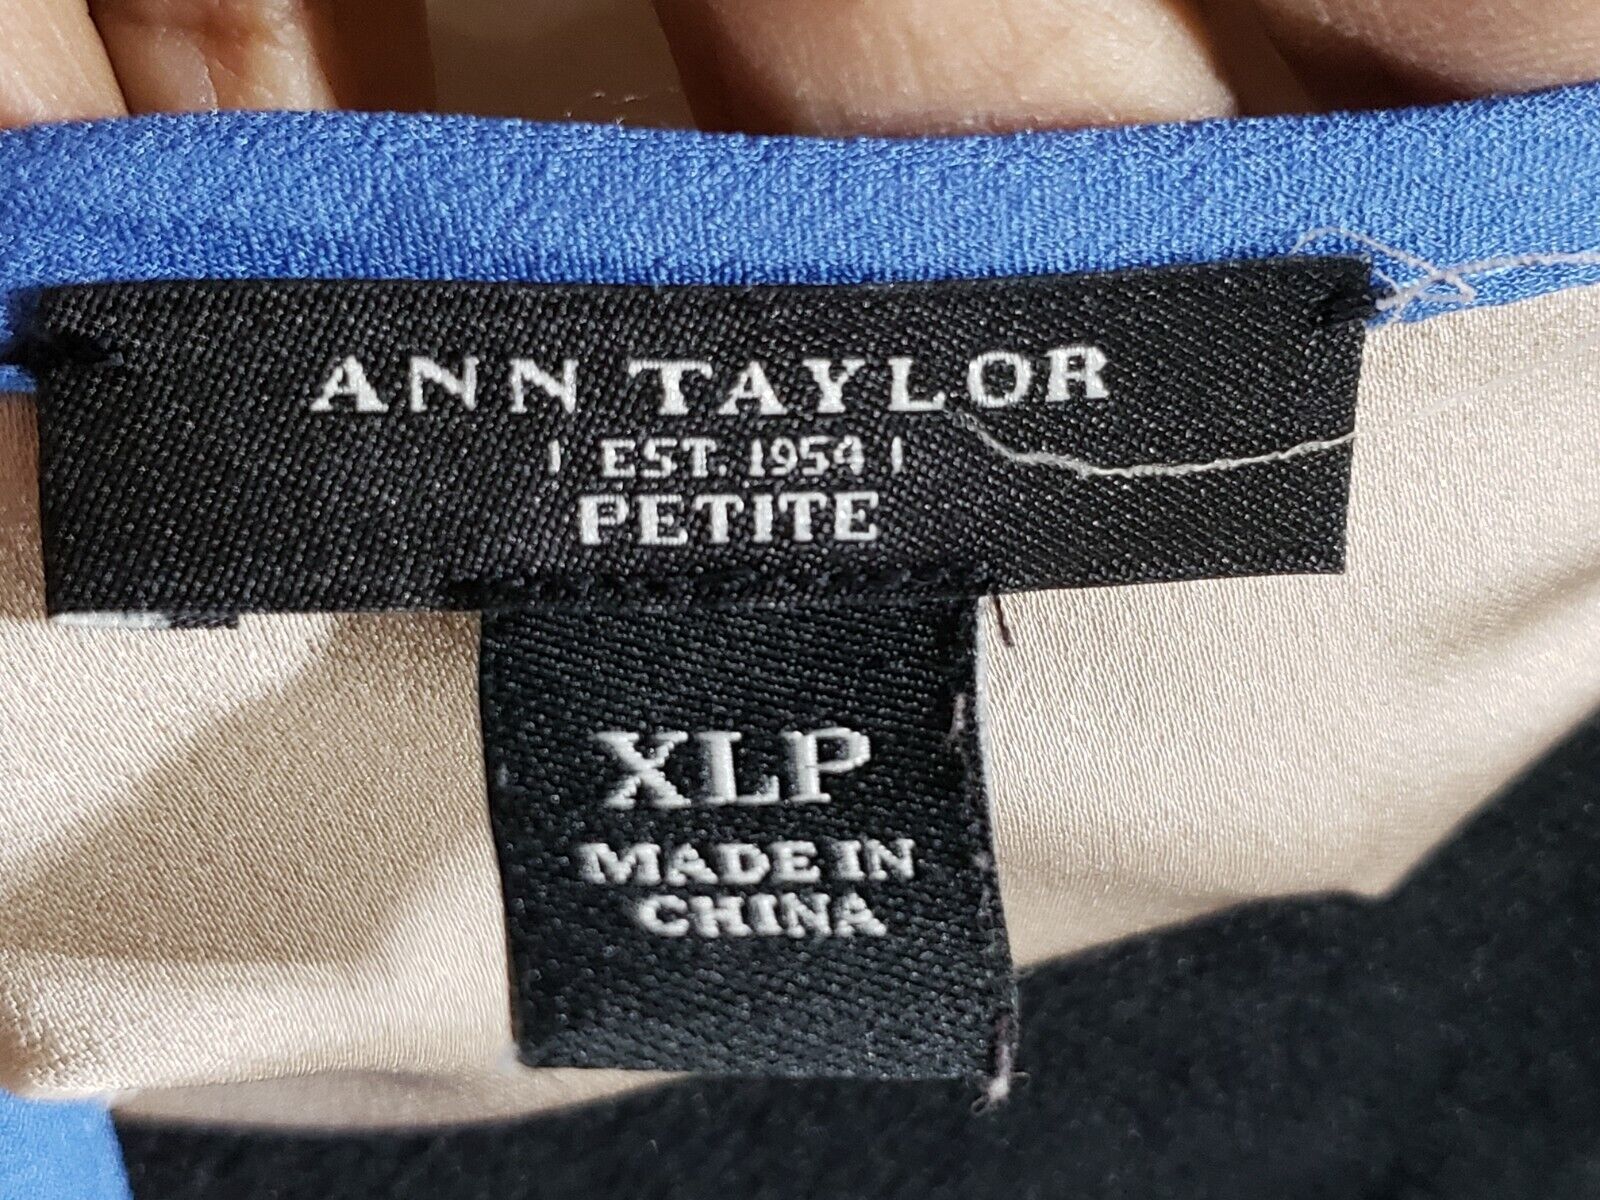 ANN TAYLOR
| EST. 1954 |
PETITE
XLP
MADE IN
CHINA